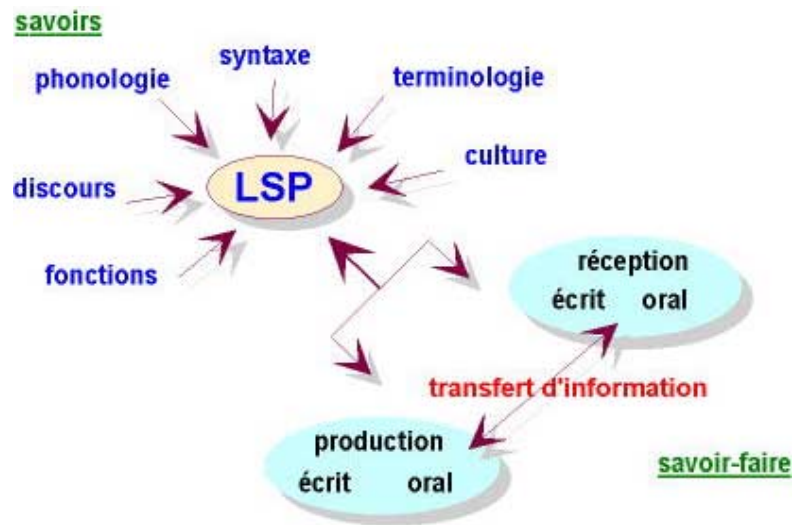 savoirs
syntaxe
phonologie
terminologie
culture
LSP
discours
fonctions
réception
écrit oral
transfert d'information
production
écrit oral
savoir-faire